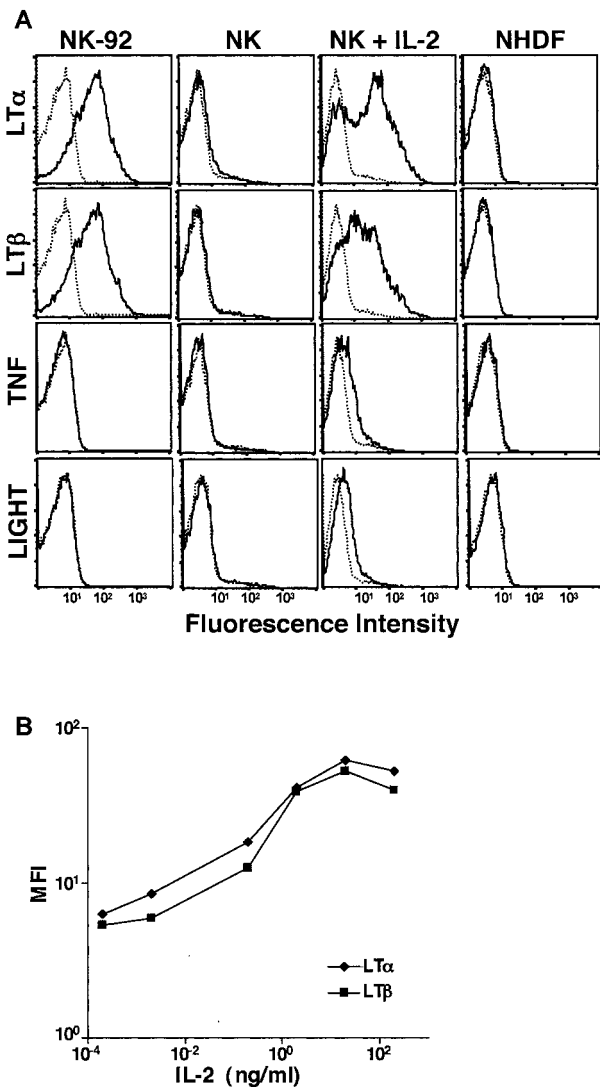 A
NK-92 NK NK + IL-2 NHDF
LTα
LTβ
TNF
LIGHT
10¹ 10² 10³ 10¹ 10² 10³ 10¹ 10² 10³ 10¹ 10² 10³
Fluorescence Intensity
B
10²
10¹
10⁰
MFI
LTα
LTβ
10⁻⁴ 10⁻² 10⁰ 10²
IL-2 (ng/ml)